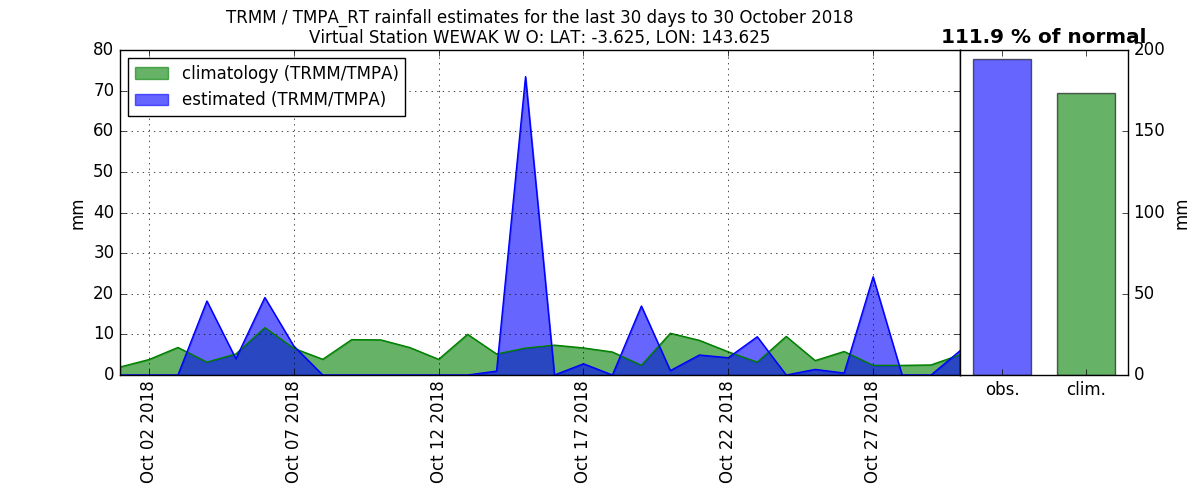 TRMM / TMPA_RT rainfall estimates for the last 30 days to 30 October 2018
Virtual Station WEWAK W O: LAT: -3.625, LON: 143.625
111.9 % of normal
climatology (TRMM/TMPA)
estimated (TRMM/TMPA)
80
70
60
50
40
30
20
10
0
mm
Oct 02 2018
Oct 07 2018
Oct 12 2018
Oct 17 2018
Oct 22 2018
Oct 27 2018
200
150
100
50
0
mm
obs.
clim.